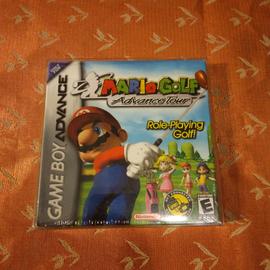 GAME BOY ADVANCE
MARIO GOLF
Advance Tour
Role-Playing
Golf!
Nintendo
E